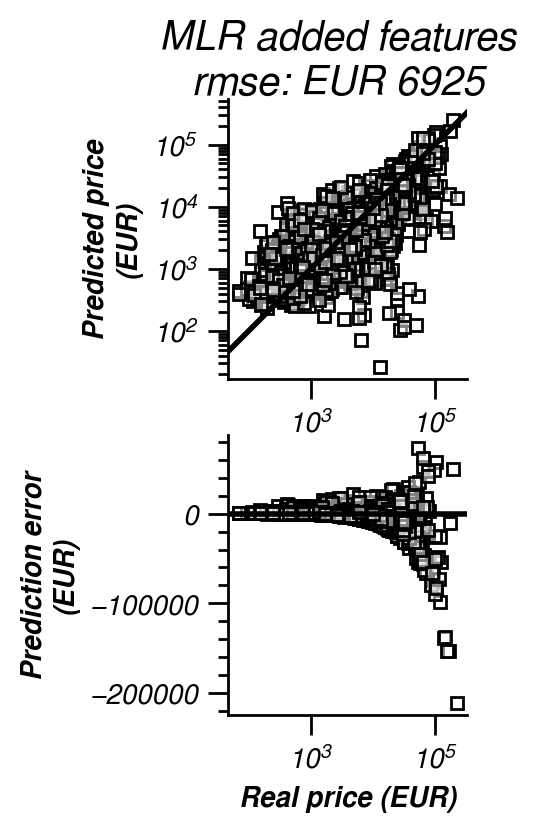 MLR added features
rmse: EUR 6925
Predicted price
(EUR)
10^5
10^4
10^3
10^2
10^3 10^5
Prediction error
(EUR)
0
−100000
−200000
10^3 10^5
Real price (EUR)